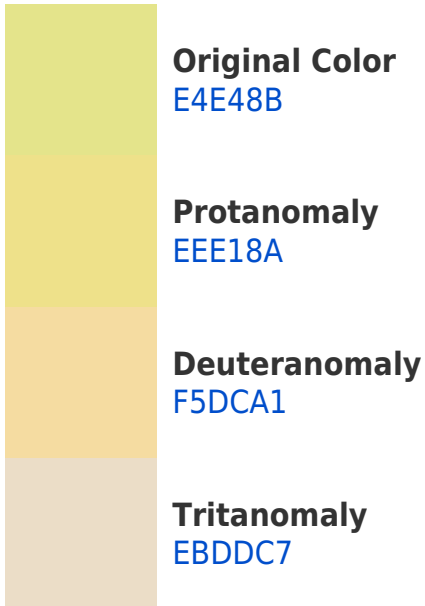 Original Color
E4E48B
Protanomaly
EEE18A
Deuteranomaly
F5DCA1
Tritanomaly
EBDDC7